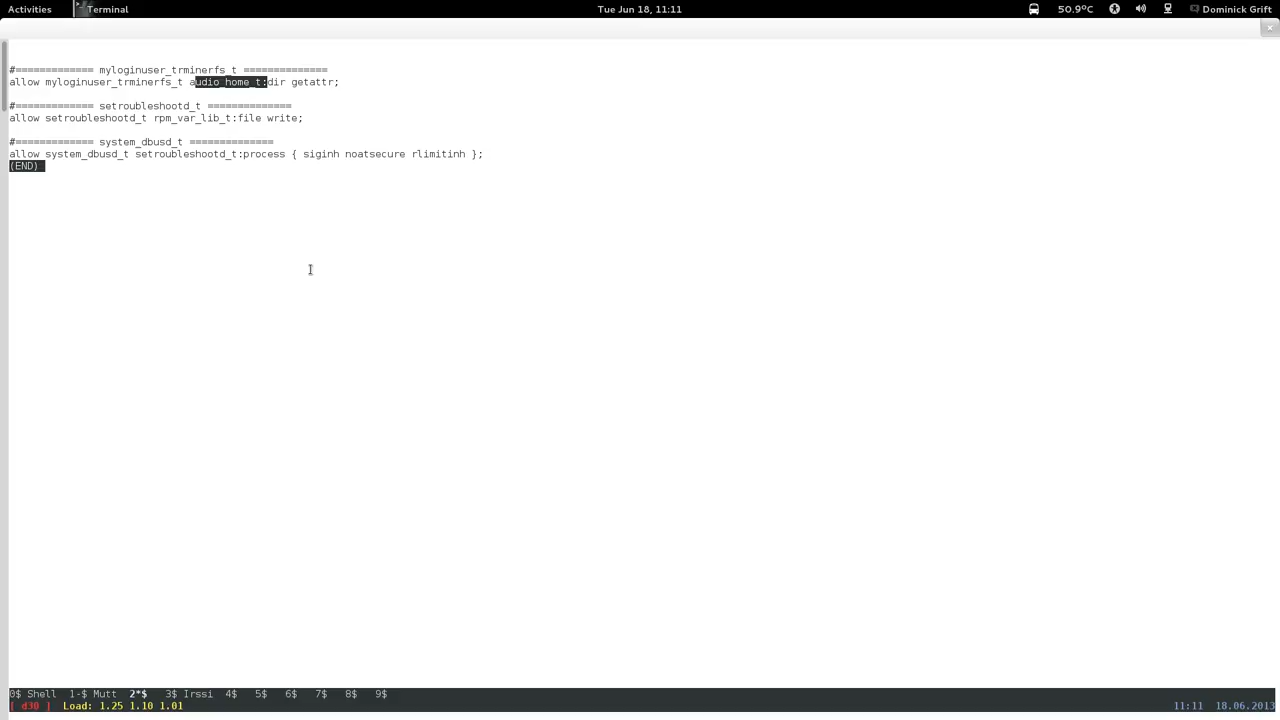 Activities Terminal Tue Jun 18, 11:11 50.9°C Dominick Grift
#============= myloginuser_trminerfs_t ==============
allow myloginuser_trminerfs_t audio_home_t:dir getattr;
#============= setroubleshootd_t ==============
allow setroubleshootd_t rpm_var_lib_t:file write;
#============= system_dbusd_t ==============
allow system_dbusd_t setroubleshootd_t:process { siginh noatsecure rlimitinh };
(END)
0$ Shell 1-$ Mutt 2*$ 3$ Irssi 4$ 5$ 6$ 7$ 8$ 9$
[ d30 ] Load: 1.25 1.10 1.01 11:11 18.06.2013